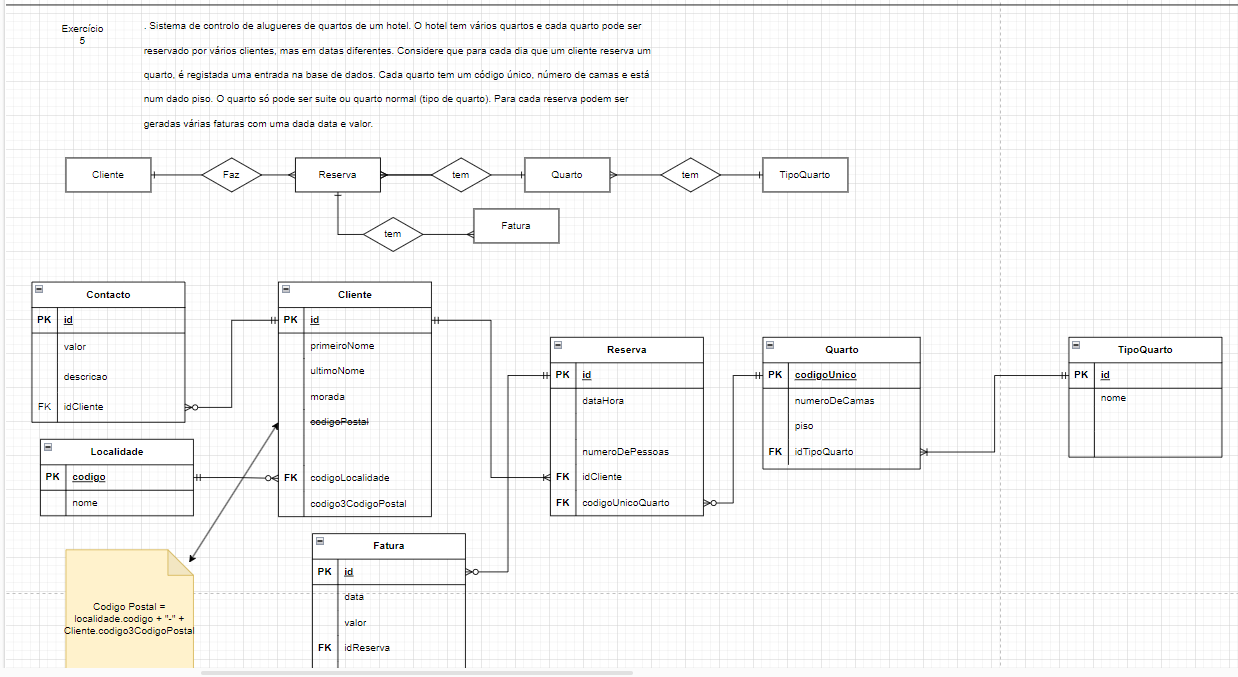 Exercício
5
. Sistema de controlo de alugueres de quartos de um hotel. O hotel tem vários quartos e cada quarto pode ser
reservado por vários clientes, mas em datas diferentes. Considere que para cada dia que um cliente reserva um
quarto, é registada uma entrada na base de dados. Cada quarto tem um código único, número de camas e está
num dado piso. O quarto só pode ser suite ou quarto normal (tipo de quarto). Para cada reserva podem ser
geradas várias faturas com uma dada data e valor.
Cliente
Faz
Reserva
tem
Quarto
tem
TipoQuarto
tem
Fatura
Contacto
PK id
valor
descricao
FK idCliente
Cliente
PK id
primeiroNome
ultimoNome
morada
codigoPostal
FK codigoLocalidade
codigo3CodigoPostal
Localidade
PK codigo
nome
Reserva
PK id
dataHora
numeroDePessoas
FK idCliente
FK codigoUnicoQuarto
Quarto
PK codigoUnico
numeroDeCamas
piso
FK idTipoQuarto
TipoQuarto
PK id
nome
Fatura
PK id
data
valor
FK idReserva
Codigo Postal =
localidade.codigo + "-" +
Cliente.codigo3CodigoPostal